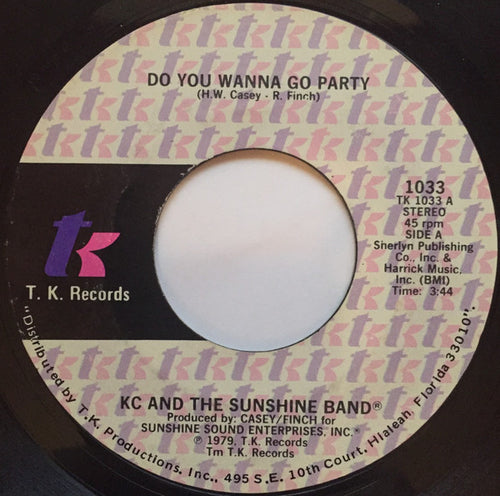 DO YOU WANNA GO PARTY
(H.W. Casey - R. Finch)
tk
T. K. Records
1033
TK 1033 A
STEREO
45 rpm
SIDE A
Sherlyn Publishing
Co., Inc. &
Harrick Music,
Inc. (BMI)
Time: 3:44
KC AND THE SUNSHINE BAND®
Produced by: CASEY/FINCH for
SUNSHINE SOUND ENTERPRISES, INC.®
℗ 1979, T.K. Records
Tm T.K. Records
"Distributed by T.K. Productions, Inc., 495 S.E. 10th Court, Hialeah, Florida 33010".